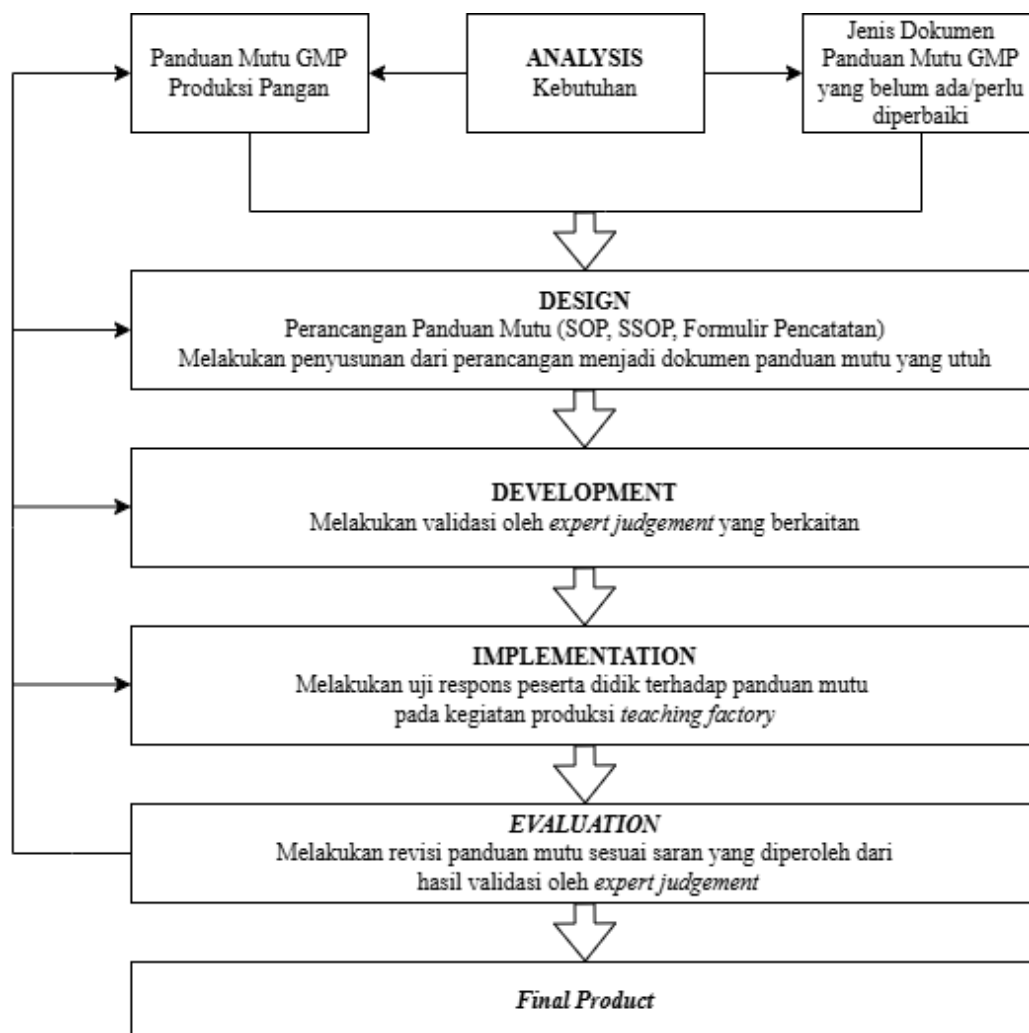 Panduan Mutu GMP
Produksi Pangan
ANALYSIS
Kebutuhan
Jenis Dokumen
Panduan Mutu GMP
yang belum ada/perlu
diperbaiki
DESIGN
Perancangan Panduan Mutu (SOP, SSOP, Formulir Pencatatan)
Melakukan penyusunan dari perancangan menjadi dokumen panduan mutu yang utuh
DEVELOPMENT
Melakukan validasi oleh expert judgement yang berkaitan
IMPLEMENTATION
Melakukan uji respons peserta didik terhadap panduan mutu
pada kegiatan produksi teaching factory
EVALUATION
Melakukan revisi panduan mutu sesuai saran yang diperoleh dari
hasil validasi oleh expert judgement
Final Product